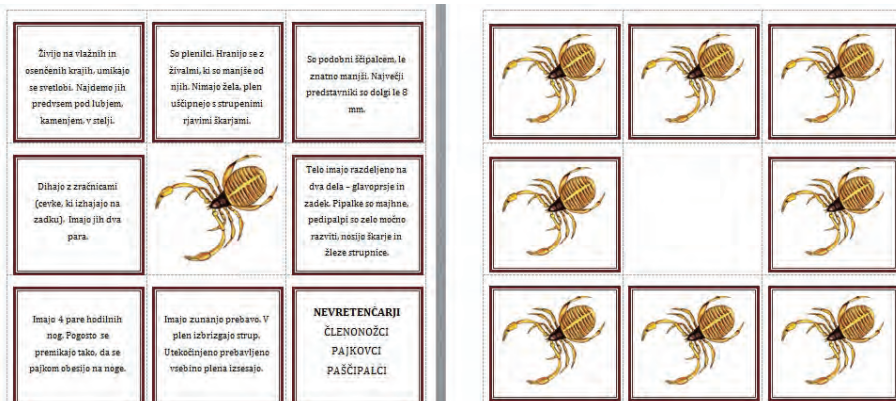 Živijo na vlažnih in
osenčenih krajih, umikajo
se svetlobi. Najdemo jih
predvsem pod lubjem,
kamenjem, v stelji.
So plenilci. Hranijo se z
živalmi, ki so manjše od
njih. Nimajo žela, plen
uščipnejo s strupenimi
rjavimi škarjami.
So podobni ščipalcem, le
znatno manjši. Največji
predstavniki so dolgi le 8
mm.
Dihajo z zračnicami
(cevke, ki izhajajo na
zadku). Imajo jih dva
para.
Telo imajo razdeljeno na
dva dela – glavoprsje in
zadek. Pipalke so majhne,
pedipalpi so zelo močno
razviti, nosijo škarje in
žleze strupnice.
Imajo 4 pare hodilnih
nog. Pogosto se
premikajo tako, da se
pajkom obesijo na noge.
Imajo zunanjo prebavo. V
plen izbrizgajo strup.
Utekočinjeno prebavljeno
vsebino plena izsesajo.
NEVRETENČARJI
ČLENONOŽCI
PAJKOVCI
PAŠČIPALCI